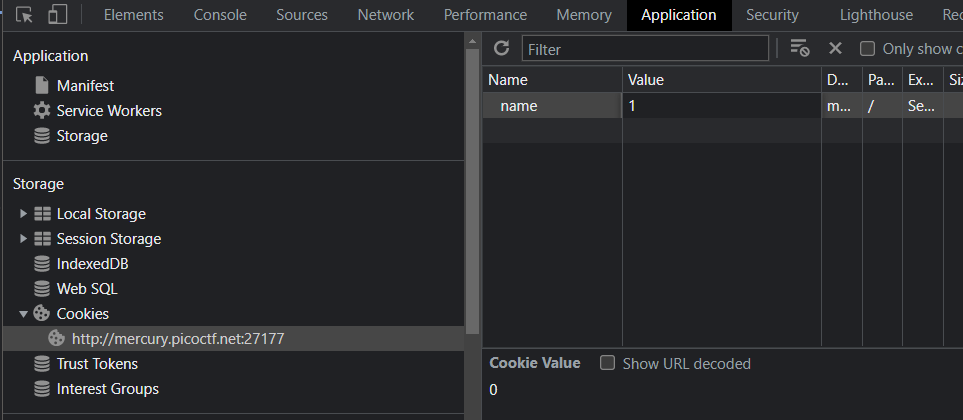 Elements Console Sources Network Performance Memory Application Security Lighthouse Rec
Application
Manifest
Service Workers
Storage
Storage
Local Storage
Session Storage
IndexedDB
Web SQL
Cookies
http://mercury.picoctf.net:27177
Trust Tokens
Interest Groups
Filter Only show c
Name Value D... Pa... Ex... Siz
name 1 m... / Se...
Cookie Value Show URL decoded
0